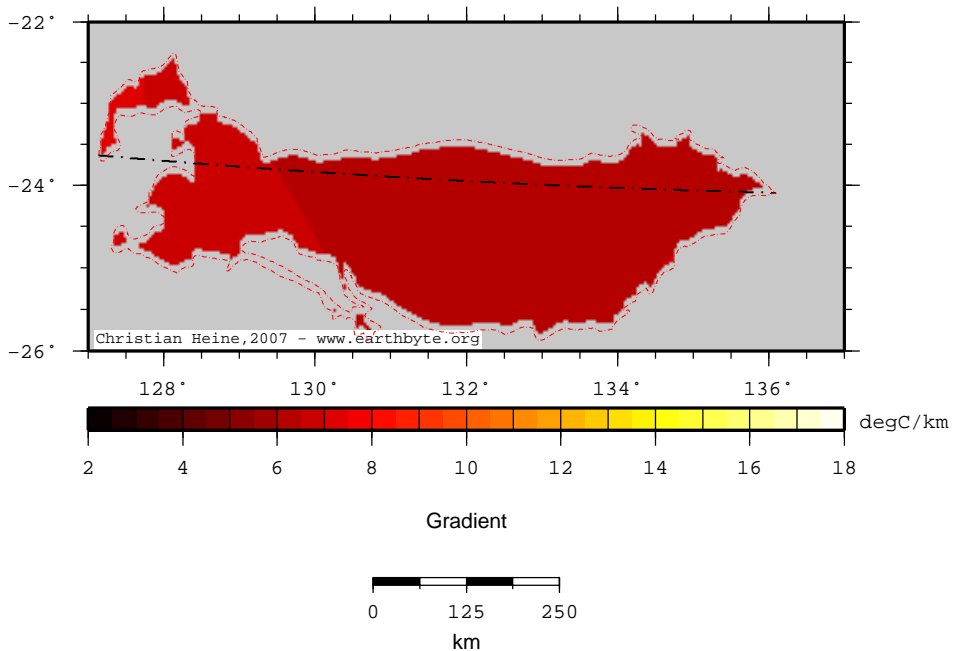 −22°
−24°
−26°
Christian Heine,2007 - www.earthbyte.org
128° 130° 132° 134° 136°
degC/km
2 4 6 8 10 12 14 16 18
Gradient
0 125 250
km